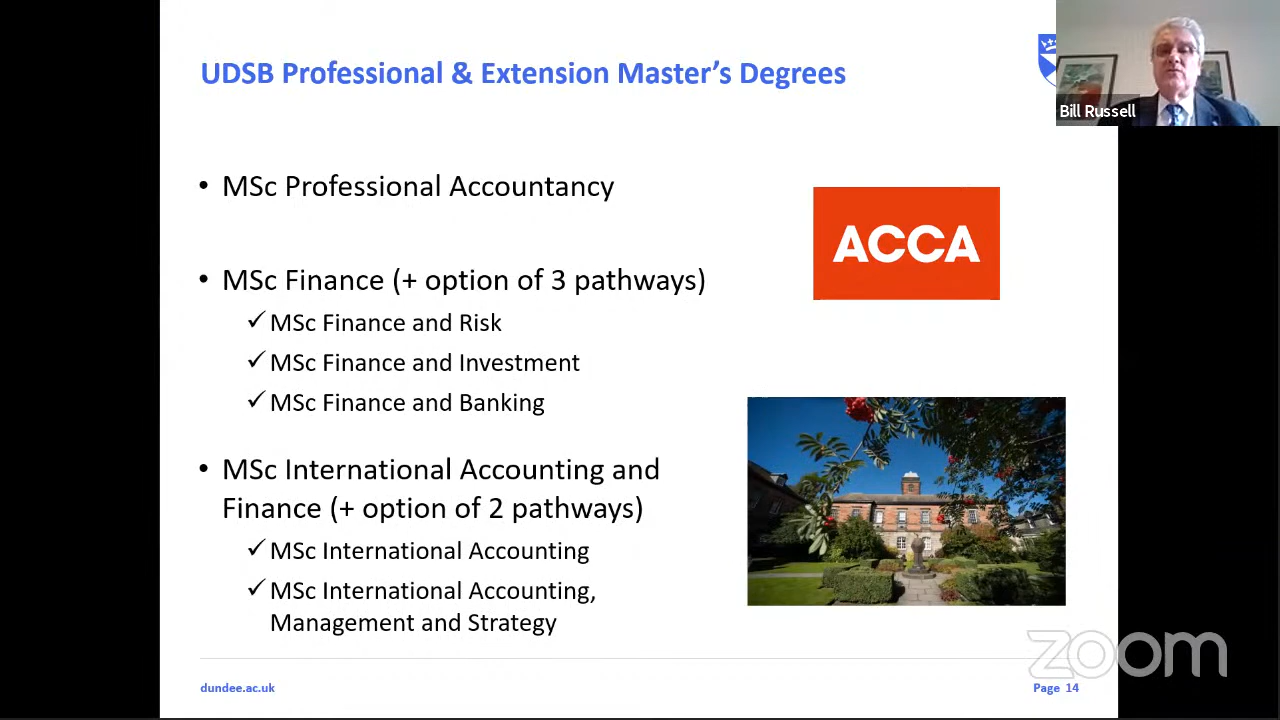 UDSB Professional & Extension Master's Degrees
Bill Russell
• MSc Professional Accountancy
ACCA
• MSc Finance (+ option of 3 pathways)
✓ MSc Finance and Risk
✓ MSc Finance and Investment
✓ MSc Finance and Banking
• MSc International Accounting and
Finance (+ option of 2 pathways)
✓ MSc International Accounting
✓ MSc International Accounting,
Management and Strategy
zoom
dundee.ac.uk
Page 14